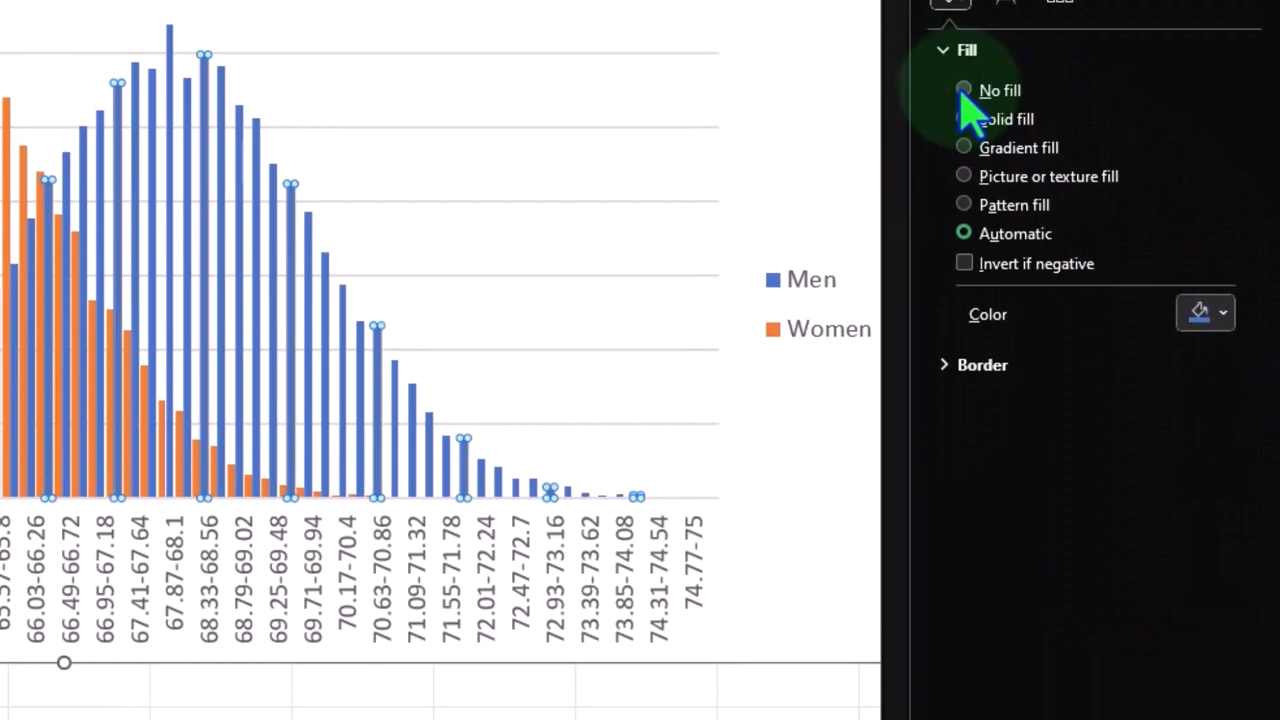 Fill
No fill
Solid fill
Gradient fill
Picture or texture fill
Pattern fill
Automatic
Invert if negative
Color
Border
Men
Women
65.57-65.8
66.03-66.26
66.49-66.72
66.95-67.18
67.41-67.64
67.87-68.1
68.33-68.56
68.79-69.02
69.25-69.48
69.71-69.94
70.17-70.4
70.63-70.86
71.09-71.32
71.55-71.78
72.01-72.24
72.47-72.7
72.93-73.16
73.39-73.62
73.85-74.08
74.31-74.54
74.77-75